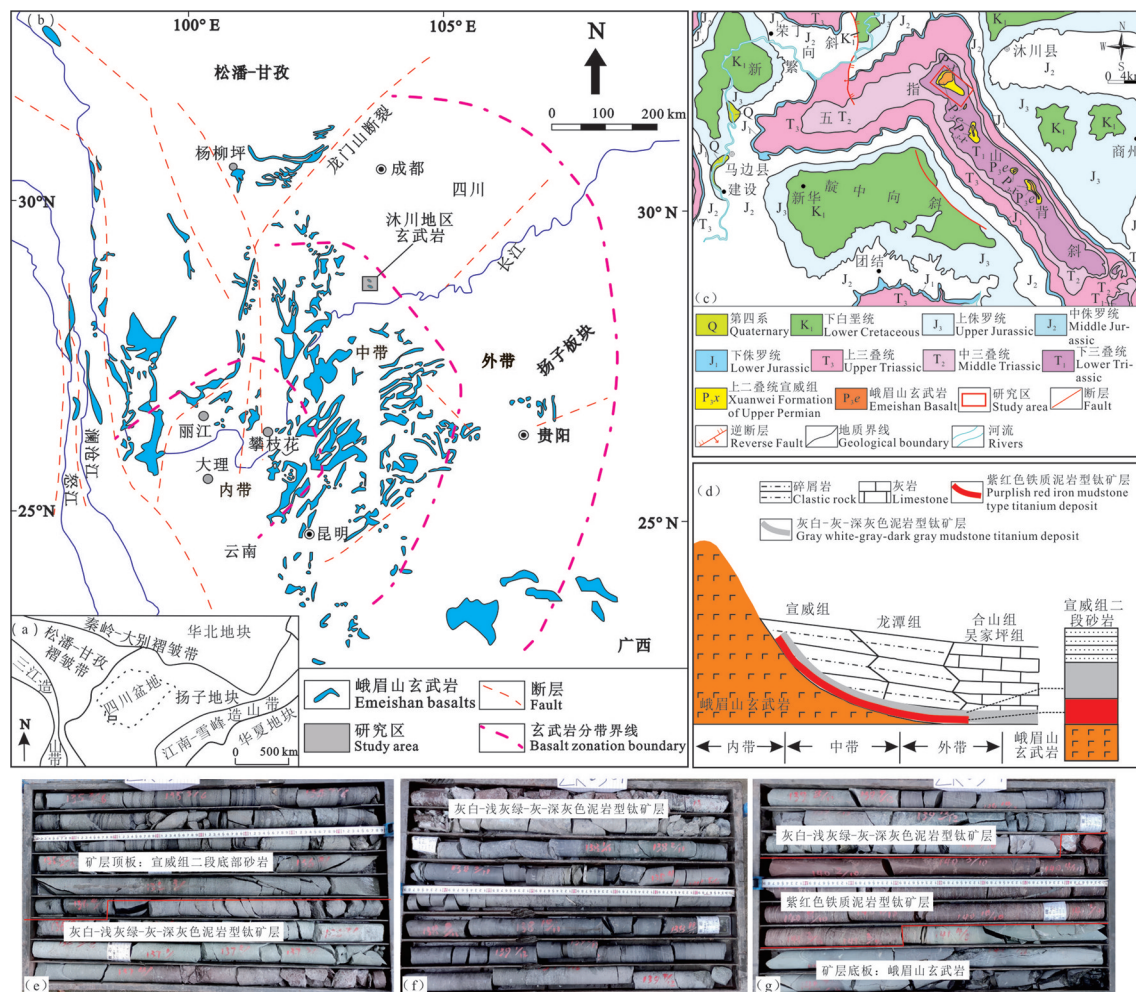 (b)
100°E
105°E
N
0 100 200 km
松潘-甘孜
龙门山断裂
杨柳坪
成都
四川
30°N
30°N
沐川地区
玄武岩
长江
中带
外带
扬子板块
丽江
攀枝花
贵阳
大理
内带
澜沧江
怒江
25°N
25°N
昆明
云南
广西
(a)
秦岭-大别褶皱带
华北地块
松潘-甘孜
褶皱带
三江造
山带
四川盆地
扬子地块
江南-雪峰造山带
华夏地块
N
0 500 km
峨眉山玄武岩
Emeishan basalts
断层
Fault
研究区
Study area
玄武岩分带界线
Basalt zonation boundary
(c)
荣丁
沐川县
新繁向斜
五指山背斜
马边县
建设
新华
靛中向斜
团结
商州
N
W
S
0 4km
Q 第四系
Quaternary
K₁ 下白垩统
Lower Cretaceous
J₃ 上侏罗统
Upper Jurassic
J₂ 中侏罗统
Middle Jurassic
J₁ 下侏罗统
Lower Jurassic
T₃ 上三叠统
Upper Triassic
T₂ 中三叠统
Middle Triassic
T₁ 下三叠统
Lower Triassic
P₃x 上二叠统宣威组
Xuanwei Formation
of Upper Permian
P₃e 峨眉山玄武岩
Emeishan Basalt
研究区
Study area
断层
Fault
逆断层
Reverse Fault
地质界线
Geological boundary
河流
Rivers
(d)
碎屑岩
Clastic rock
灰岩
Limestone
紫红色铁质泥岩型钛矿层
Purplish red iron mudstone
type titanium deposit
灰白-灰-深灰色泥岩型钛矿层
Gray white-gray-dark gray mudstone titanium deposit
宣威组
龙潭组
合山组
吴家坪组
宣威组二
段砂岩
峨眉山玄武岩
内带
中带
外带
峨眉山
玄武岩
矿层顶板：宣威组二段底部砂岩
灰白-浅灰绿-灰-深灰色泥岩型钛矿层
(e)
灰白-浅灰绿-灰-深灰色泥岩型钛矿层
(f)
灰白-浅灰绿-灰-深灰色泥岩型钛矿层
紫红色铁质泥岩型钛矿层
矿层底板：峨眉山玄武岩
(g)